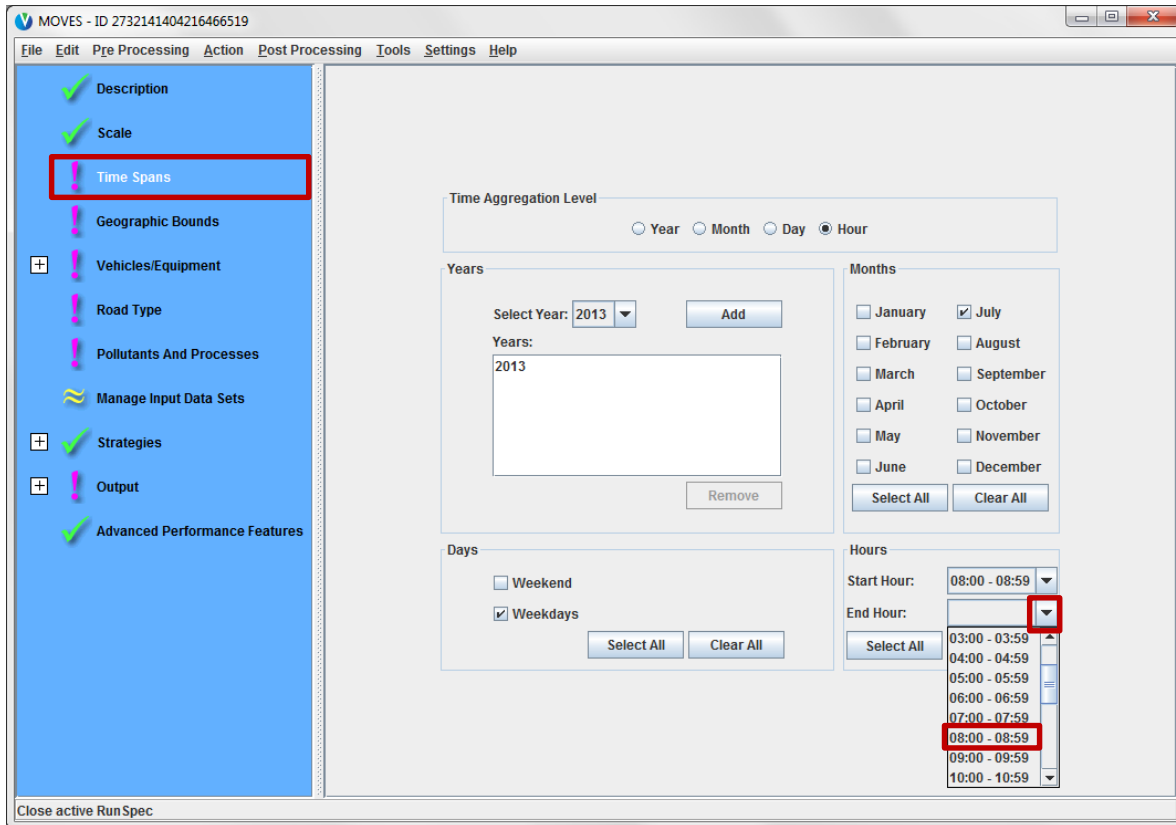 MOVES - ID 2732141404216466519
File Edit Pre Processing Action Post Processing Tools Settings Help
Description
Scale
Time Spans
Geographic Bounds
Vehicles/Equipment
Road Type
Pollutants And Processes
Manage Input Data Sets
Strategies
Output
Advanced Performance Features
Time Aggregation Level
Year Month Day Hour
Years
Select Year: 2013 Add
Years:
2013
Remove
Months
January July
February August
March September
April October
May November
June December
Select All Clear All
Days
Weekend
Weekdays
Select All Clear All
Hours
Start Hour: 08:00 - 08:59
End Hour:
Select All
03:00 - 03:59
04:00 - 04:59
05:00 - 05:59
06:00 - 06:59
07:00 - 07:59
08:00 - 08:59
09:00 - 09:59
10:00 - 10:59
Close active RunSpec